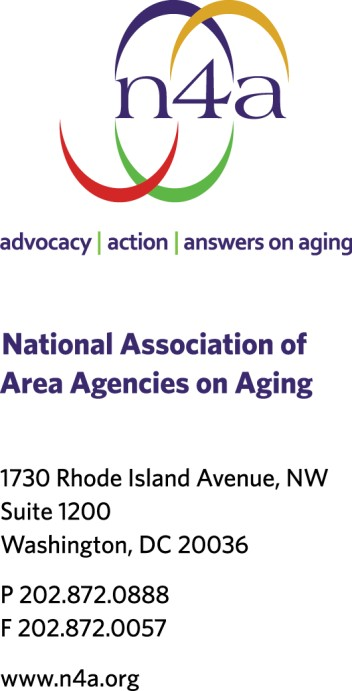 n4a
advocacy | action | answers on aging
National Association of
Area Agencies on Aging
1730 Rhode Island Avenue, NW
Suite 1200
Washington, DC 20036
P 202.872.0888
F 202.872.0057
www.n4a.org